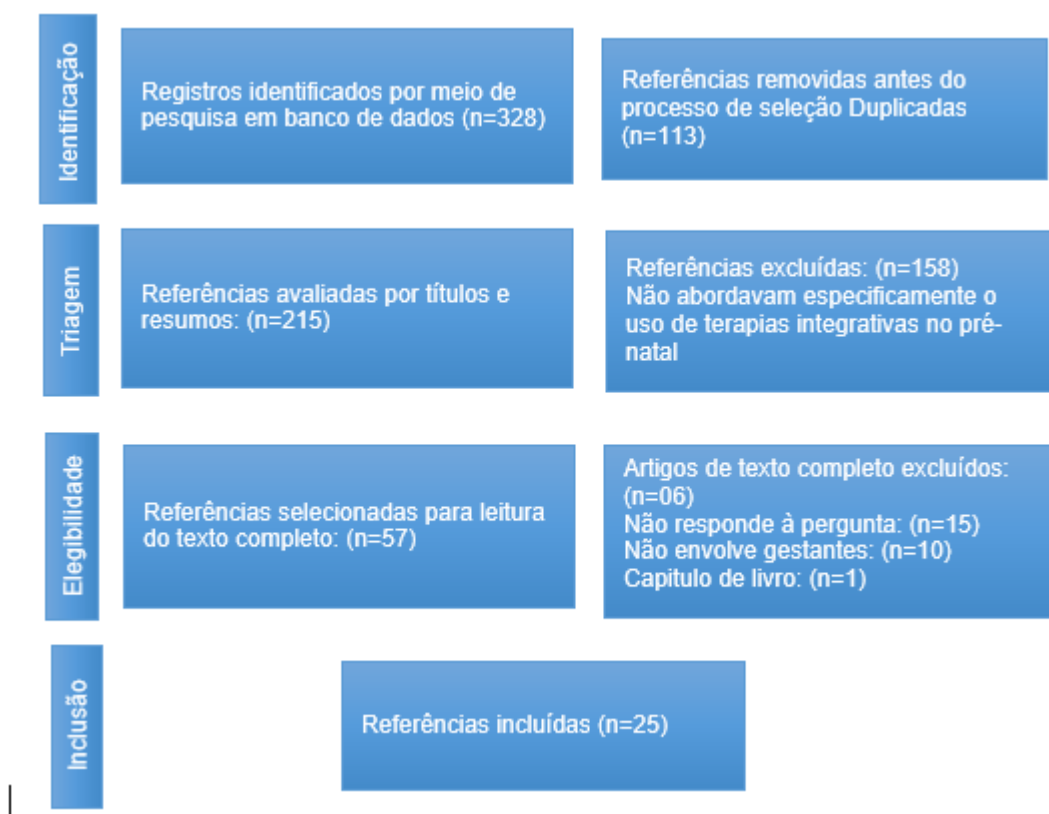 Identificação
Registros identificados por meio de
pesquisa em banco de dados (n=328)
Referências removidas antes do
processo de seleção Duplicadas
(n=113)
Triagem
Referências avaliadas por títulos e
resumos: (n=215)
Referências excluídas: (n=158)
Não abordavam especificamente o
uso de terapias integrativas no pré-
natal
Elegibilidade
Referências selecionadas para leitura
do texto completo: (n=57)
Artigos de texto completo excluídos:
(n=06)
Não responde à pergunta: (n=15)
Não envolve gestantes: (n=10)
Capitulo de livro: (n=1)
Inclusão
Referências incluídas (n=25)